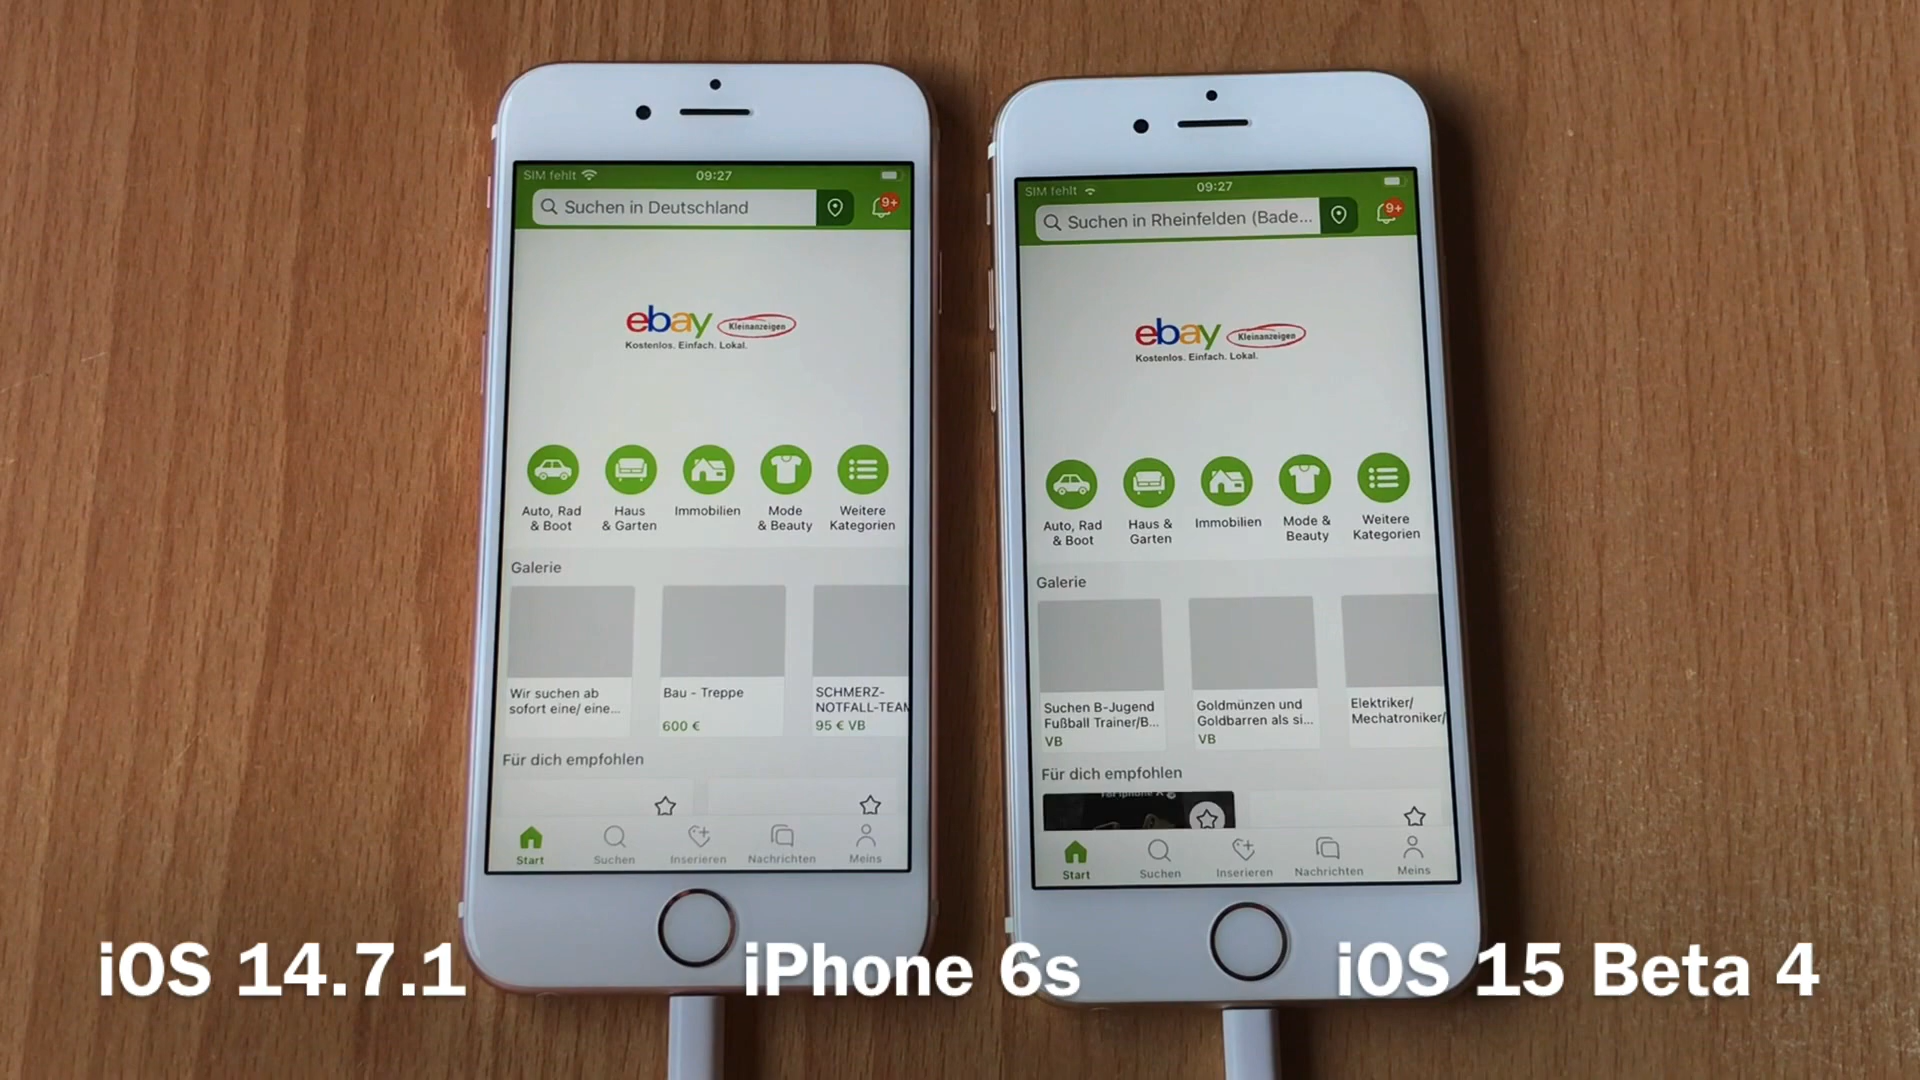 SIM fehlt
09:27
Suchen in Deutschland
9+
ebay Kleinanzeigen
Kostenlos. Einfach. Lokal.
Auto, Rad
& Boot
Haus
& Garten
Immobilien
Mode
& Beauty
Weitere
Kategorien
Galerie
Wir suchen ab
sofort eine/ eine...
Bau - Treppe
600 €
SCHMERZ-
NOTFALL-TEAM
95 € VB
Für dich empfohlen
Start
Suchen
Inserieren
Nachrichten
Meins
SIM fehlt
09:27
Suchen in Rheinfelden (Bade...
9+
ebay Kleinanzeigen
Kostenlos. Einfach. Lokal.
Auto, Rad
& Boot
Haus &
Garten
Immobilien
Mode &
Beauty
Weitere
Kategorien
Galerie
Suchen B-Jugend
Fußball Trainer/B...
VB
Goldmünzen und
Goldbarren als si...
VB
Elektriker/
Mechatroniker/
Für dich empfohlen
Start
Suchen
Inserieren
Nachrichten
Meins
iOS 14.7.1
iPhone 6s
iOS 15 Beta 4